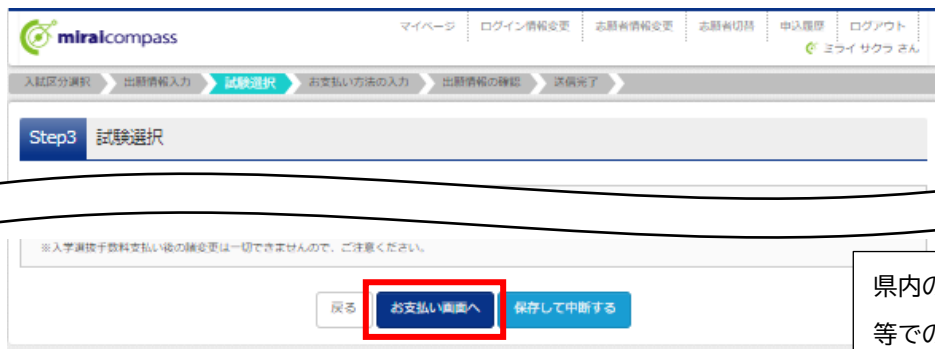 miraicompass
マイページ ログイン情報変更 志願者情報変更 志願者切替 申込履歴 ログアウト
ミライ サクラ さん
入試区分選択 出願情報入力 試験選択 お支払い方法の入力 出願情報の確認 送信完了
Step3 試験選択
※入学選抜手数料支払い後の諸変更は一切できませんので、ご注意ください。
戻る お支払い画面へ 保存して中断する
県内の
等での